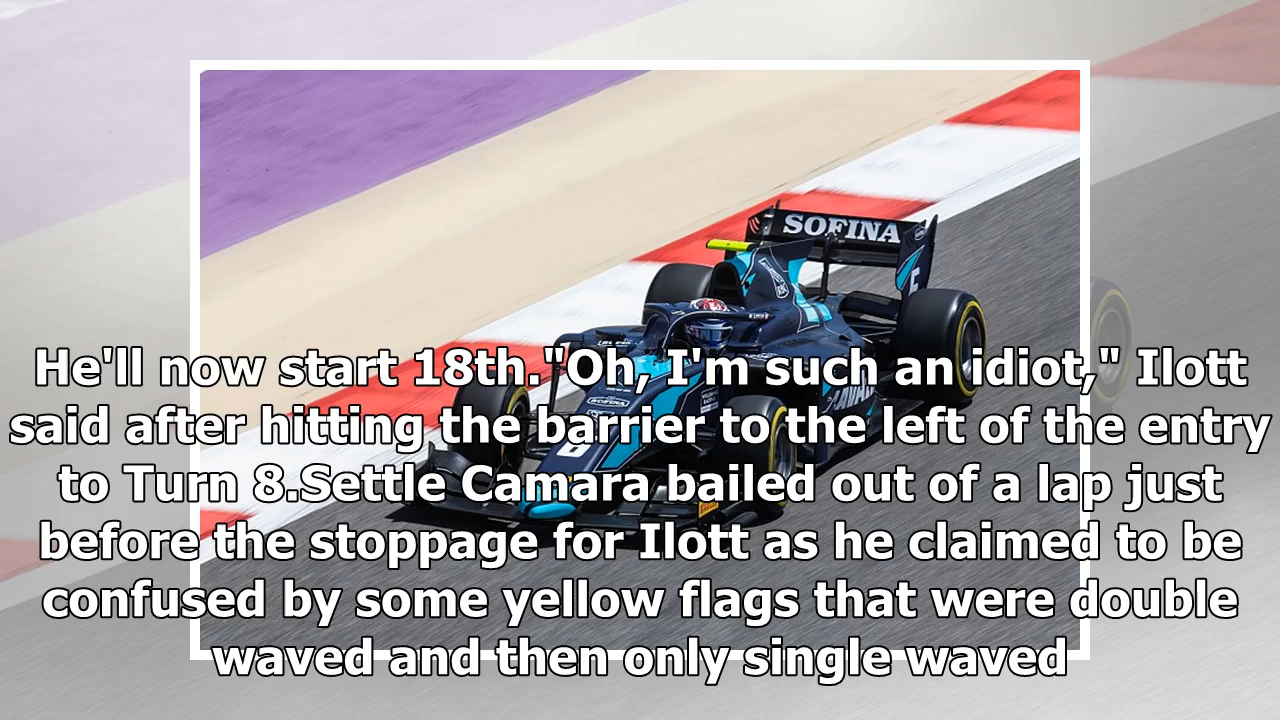 SOFINA
He'll now start 18th."Oh, I'm such an idiot," Ilott
said after hitting the barrier to the left of the entry
to Turn 8.Settle Camara bailed out of a lap just
before the stoppage for Ilott as he claimed to be
confused by some yellow flags that were double
waved and then only single waved